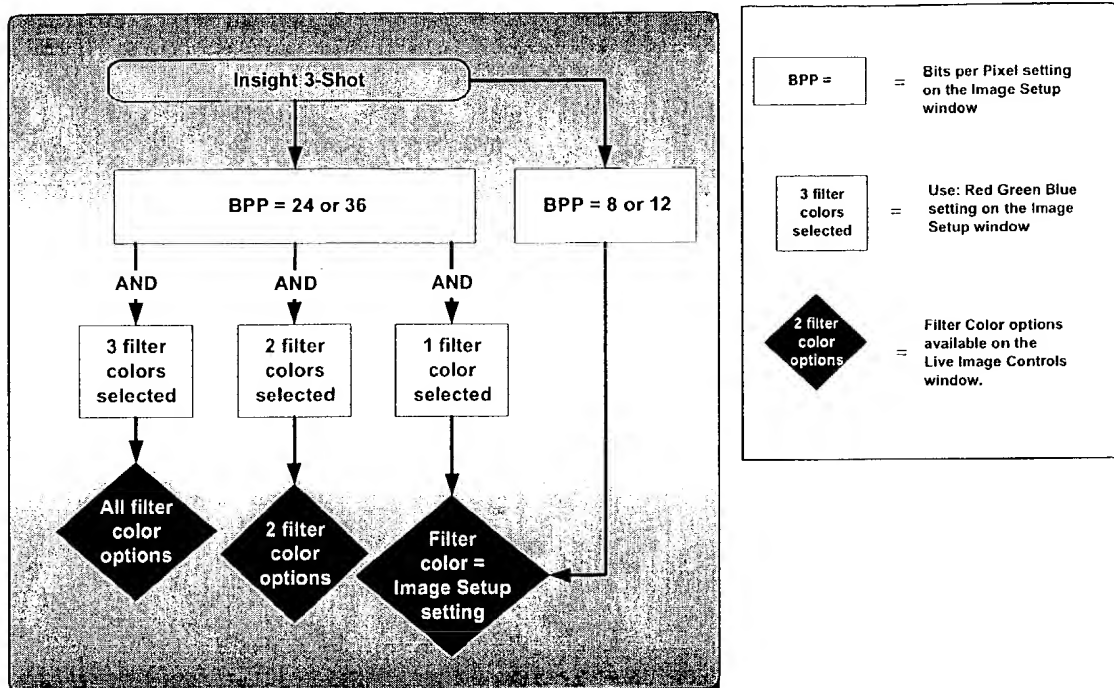 Insight 3-Shot
BPP = 24 or 36
BPP = 8 or 12
AND
AND
AND
3 filter
colors
selected
2 filter
colors
selected
1 filter
color
selected
All filter
color
options
2 filter
color
options
Filter
color =
Image Setup
setting
BPP =
=
Bits per Pixel setting
on the Image Setup
window
3 filter
colors
selected
=
Use: Red Green Blue
setting on the Image
Setup window
2 filter
color
options
=
Filter Color options
available on the
Live Image Controls
window.